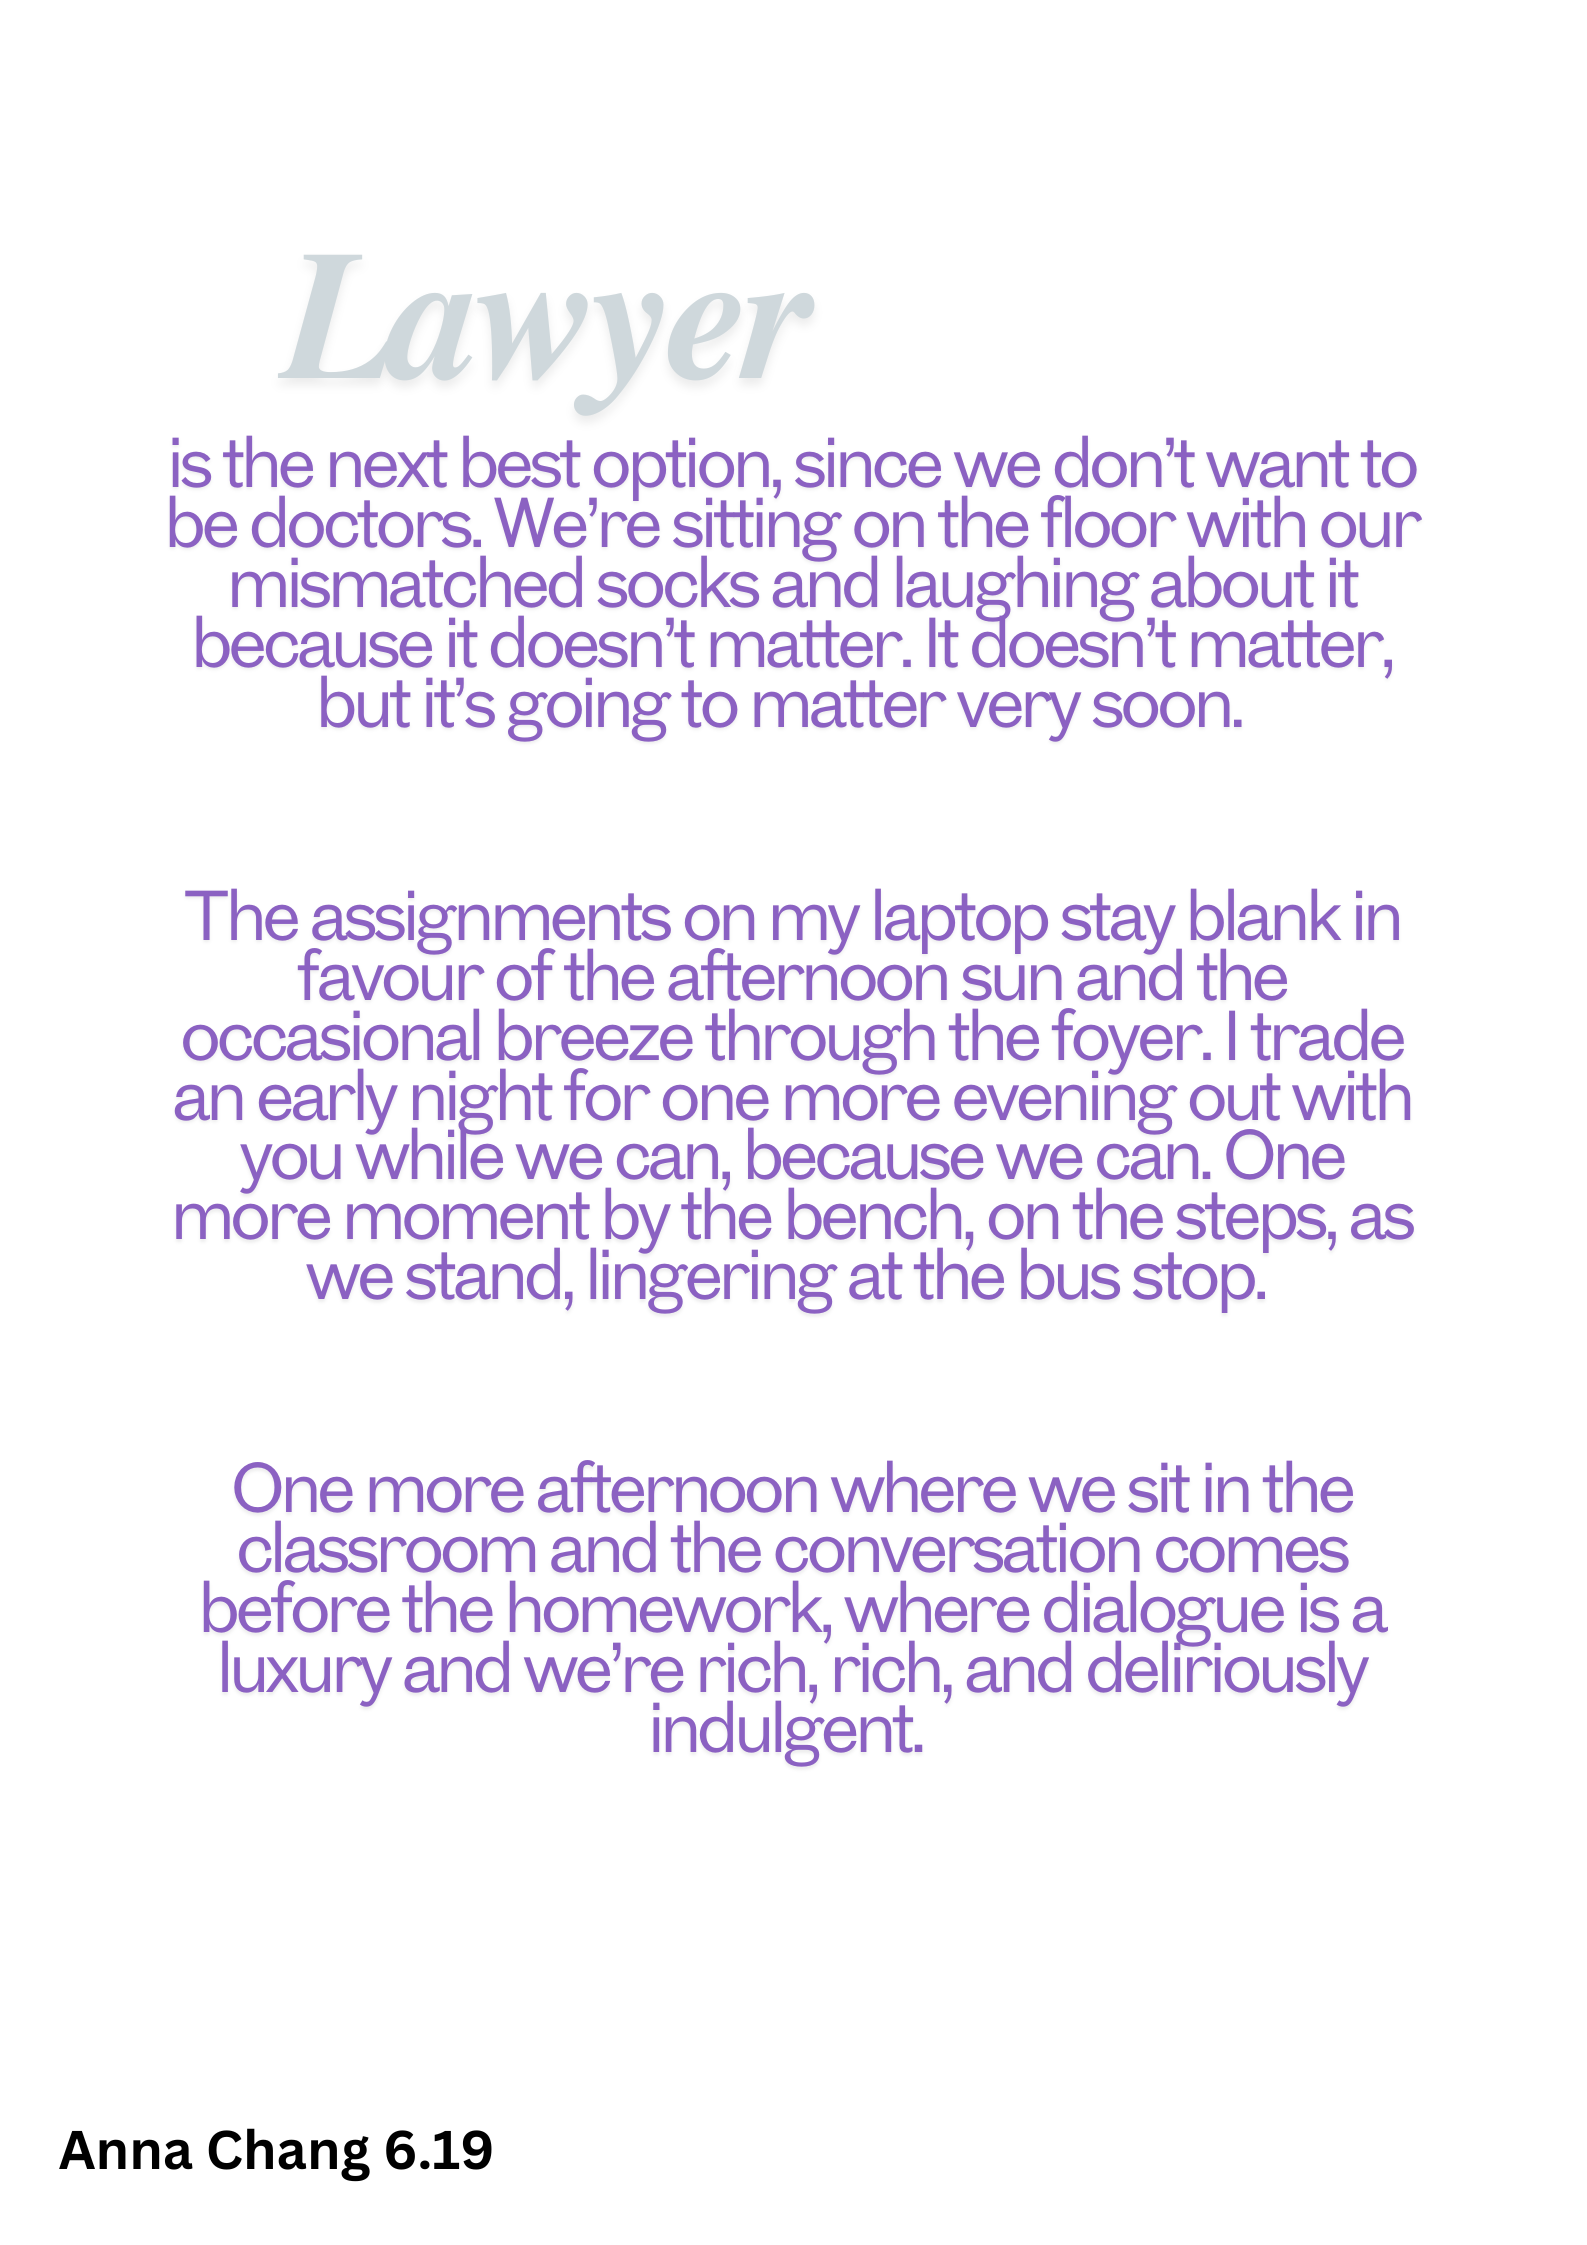 Lawyer
is the next best option, since we don’t want to
be doctors. We’re sitting on the floor with our
mismatched socks and laughing about it
because it doesn’t matter. It doesn’t matter,
but it’s going to matter very soon.
The assignments on my laptop stay blank in
favour of the afternoon sun and the
occasional breeze through the foyer. I trade
an early night for one more evening out with
you while we can, because we can. One
more moment by the bench, on the steps, as
we stand, lingering at the bus stop.
One more afternoon where we sit in the
classroom and the conversation comes
before the homework, where dialogue is a
luxury and we’re rich, rich, and deliriously
indulgent.
Anna Chang 6.19